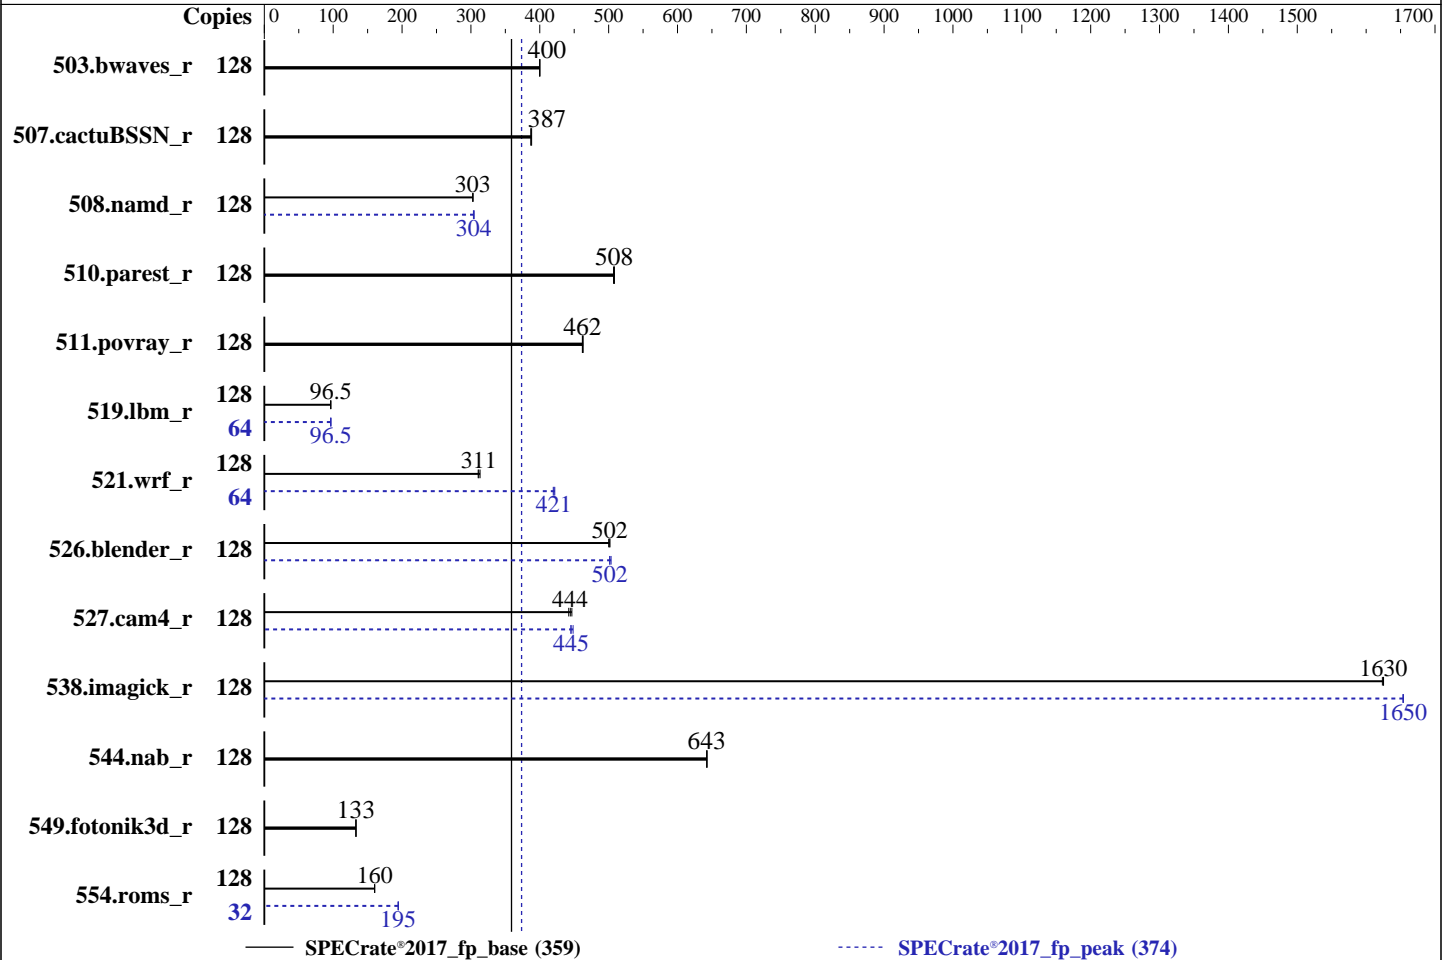 Copies 0 100 200 300 400 500 600 700 800 900 1000 1100 1200 1300 1400 1500 1700
503.bwaves_r 128 400
507.cactuBSSN_r 128 387
508.namd_r 128 303
304
510.parest_r 128 508
511.povray_r 128 462
519.lbm_r 128 96.5
64 96.5
521.wrf_r 128 311
64 421
526.blender_r 128 502
502
527.cam4_r 128 444
445
538.imagick_r 128 1630
1650
544.nab_r 128 643
549.fotonik3d_r 128 133
554.roms_r 128 160
32 195
SPECrate®2017_fp_base (359) SPECrate®2017_fp_peak (374)